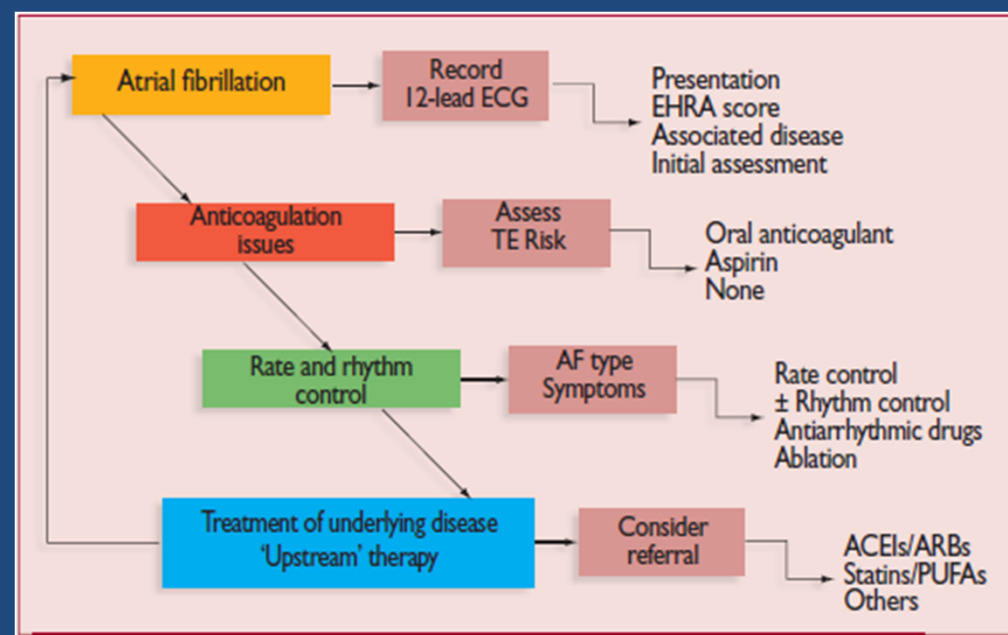 Atrial fibrillation
Record
12-lead ECG
Presentation
EHRA score
Associated disease
Initial assessment
Anticoagulation
issues
Assess
TE Risk
Oral anticoagulant
Aspirin
None
Rate and rhythm
control
AF type
Symptoms
Rate control
± Rhythm control
Antiarrhythmic drugs
Ablation
Treatment of underlying disease
‘Upstream’ therapy
Consider
referral
ACEIs/ARBs
Statins/PUFAs
Others